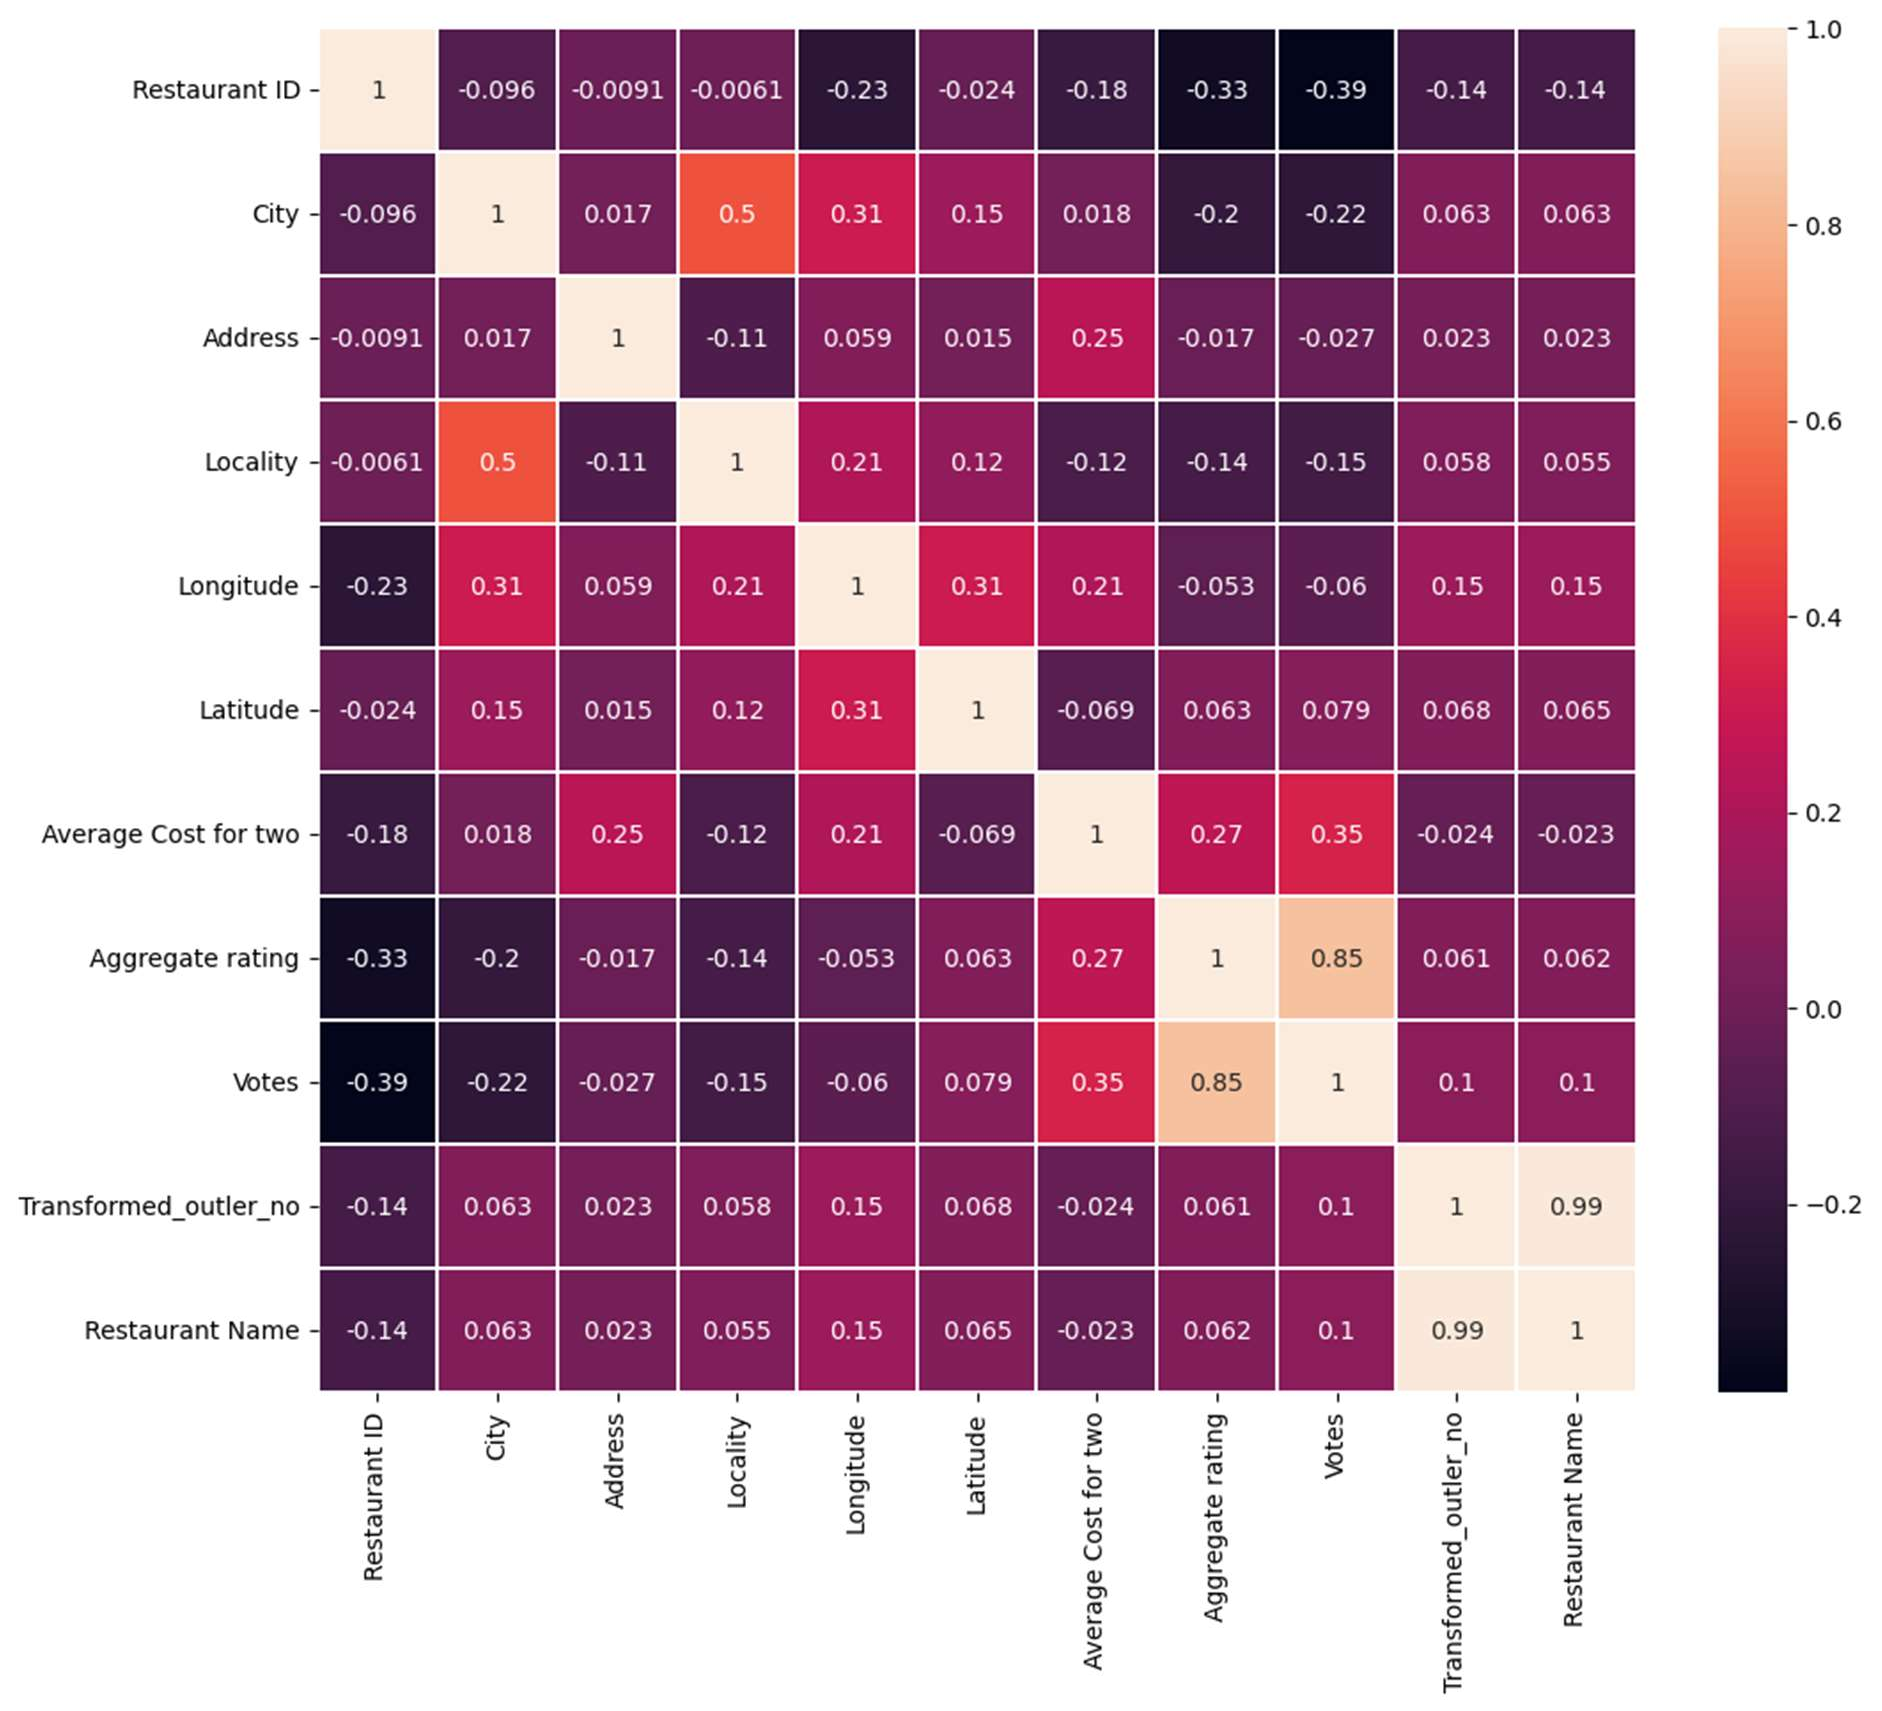 Restaurant ID 1 -0.096 -0.0091 -0.0061 -0.23 -0.024 -0.18 -0.33 -0.39 -0.14 -0.14
City -0.096 1 0.017 0.5 0.31 0.15 0.018 -0.2 -0.22 0.063 0.063
Address -0.0091 0.017 1 -0.11 0.059 0.015 0.25 -0.017 -0.027 0.023 0.023
Locality -0.0061 0.5 -0.11 1 0.21 0.12 -0.12 -0.14 -0.15 0.058 0.055
Longitude -0.23 0.31 0.059 0.21 1 0.31 0.21 -0.053 -0.06 0.15 0.15
Latitude -0.024 0.15 0.015 0.12 0.31 1 -0.069 0.063 0.079 0.068 0.065
Average Cost for two -0.18 0.018 0.25 -0.12 0.21 -0.069 1 0.27 0.35 -0.024 -0.023
Aggregate rating -0.33 -0.2 -0.017 -0.14 -0.053 0.063 0.27 1 0.85 0.061 0.062
Votes -0.39 -0.22 -0.027 -0.15 -0.06 0.079 0.35 0.85 1 0.1 0.1
Transformed_outler_no -0.14 0.063 0.023 0.058 0.15 0.068 -0.024 0.061 0.1 1 0.99
Restaurant Name -0.14 0.063 0.023 0.055 0.15 0.065 -0.023 0.062 0.1 0.99 1
Restaurant ID
City
Address
Locality
Longitude
Latitude
Average Cost for two
Aggregate rating
Votes
Transformed_outler_no
Restaurant Name
1.0
0.8
0.6
0.4
0.2
0.0
−0.2